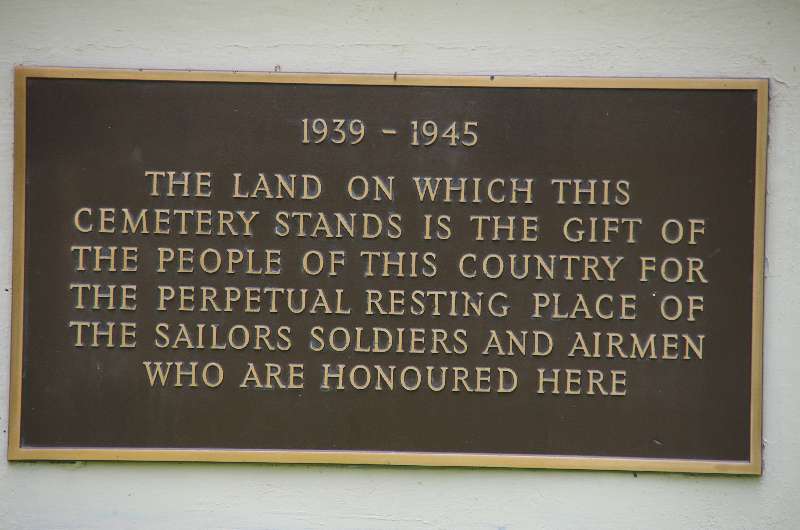 1939 - 1945
THE LAND ON WHICH THIS
CEMETERY STANDS IS THE GIFT OF
THE PEOPLE OF THIS COUNTRY FOR
THE PERPETUAL RESTING PLACE OF
THE SAILORS SOLDIERS AND AIRMEN
WHO ARE HONOURED HERE